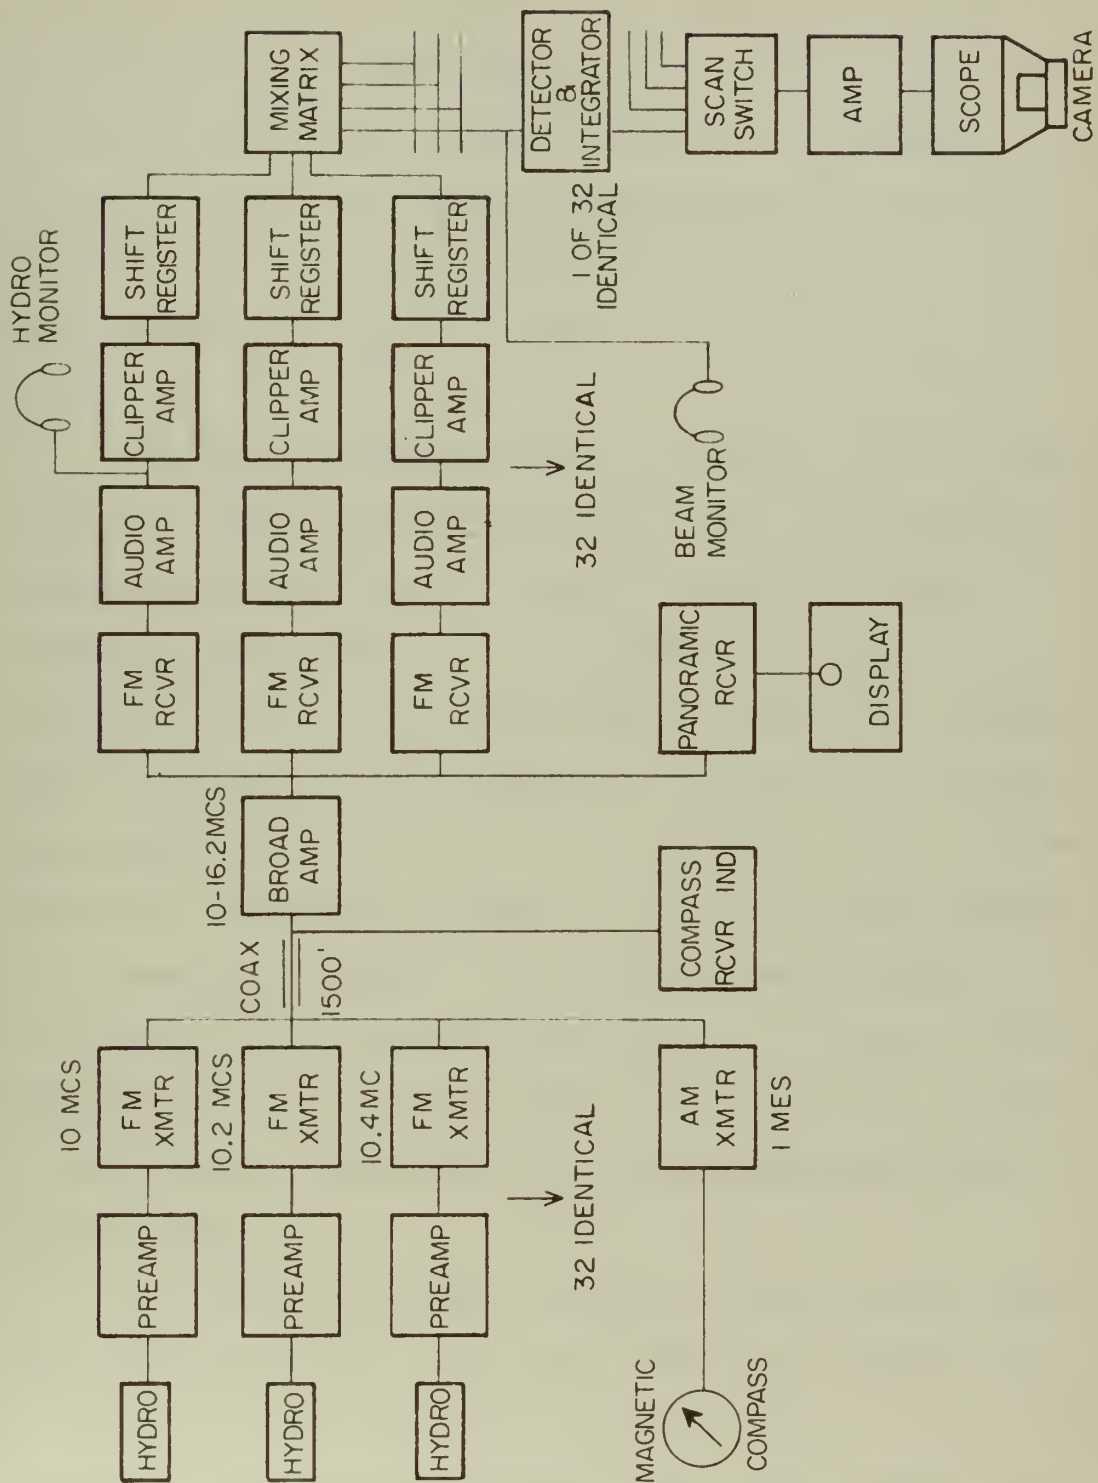 HYDRO
MONITOR
SHIFT
REGISTER
CLIPPER
AMP
AUDIO
AMP
FM
RCVR
10 MCS
FM
XMTR
PREAMP
HYDRO
MIXING
MATRIX
SHIFT
REGISTER
CLIPPER
AMP
AUDIO
AMP
FM
RCVR
10-16.2 MCS
BROAD
AMP
COAX
1500'
10.2 MCS
FM
XMTR
PREAMP
HYDRO
SHIFT
REGISTER
CLIPPER
AMP
AUDIO
AMP
FM
RCVR
10.4 MC
FM
XMTR
PREAMP
HYDRO
32 IDENTICAL
32 IDENTICAL
DETECTOR
&
INTEGRATOR
1 OF 32
IDENTICAL
MAGNETIC
COMPASS
AM
XMTR
1 MES
COMPASS
RCVR IND
PANORAMIC
RCVR
DISPLAY
BEAM
MONITOR
SCAN
SWITCH
AMP
SCOPE
CAMERA